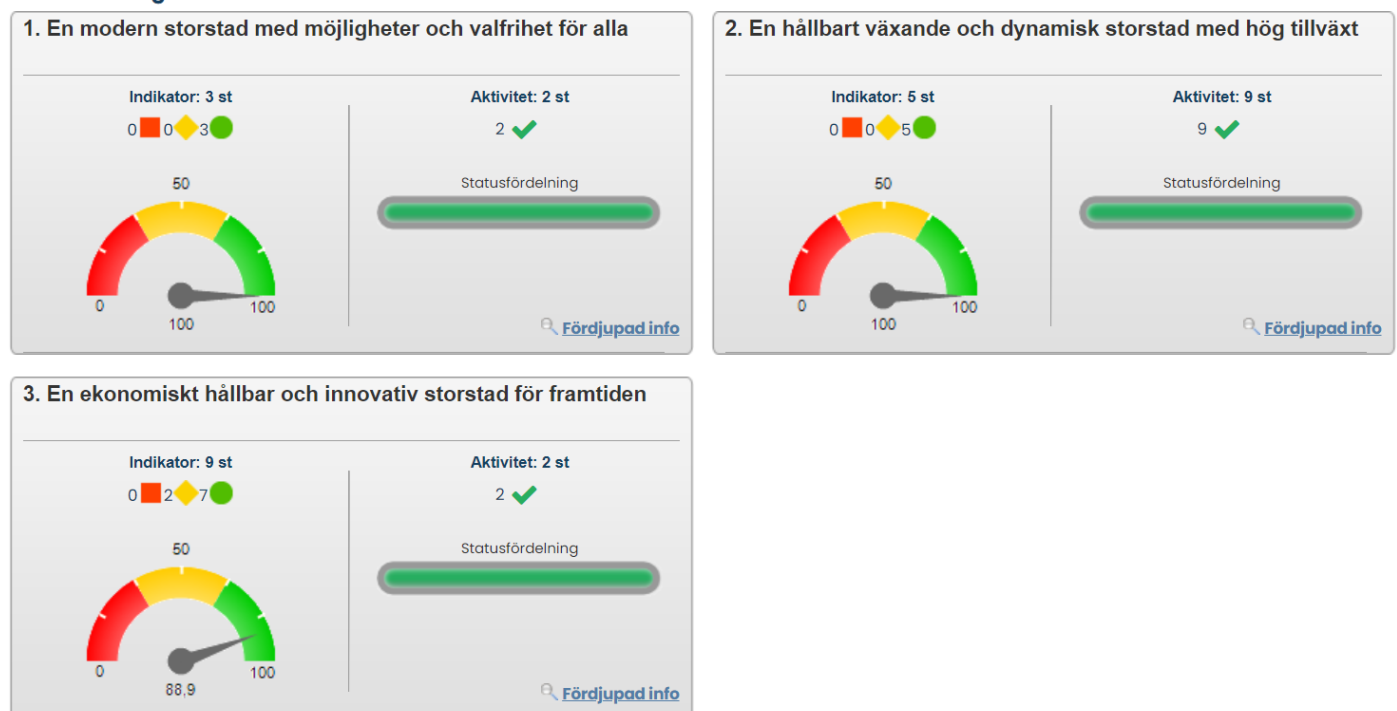 1. En modern storstad med möjligheter och valfrihet för alla
Indikator: 3 st
0 0 3
50
0
100
100
Aktivitet: 2 st
2
Statusfördelning
Fördjupad info
2. En hållbart växande och dynamisk storstad med hög tillväxt
Indikator: 5 st
0 0 5
50
0
100
100
Aktivitet: 9 st
9
Statusfördelning
Fördjupad info
3. En ekonomiskt hållbar och innovativ storstad för framtiden
Indikator: 9 st
0 2 7
50
0
100
88,9
Aktivitet: 2 st
2
Statusfördelning
Fördjupad info